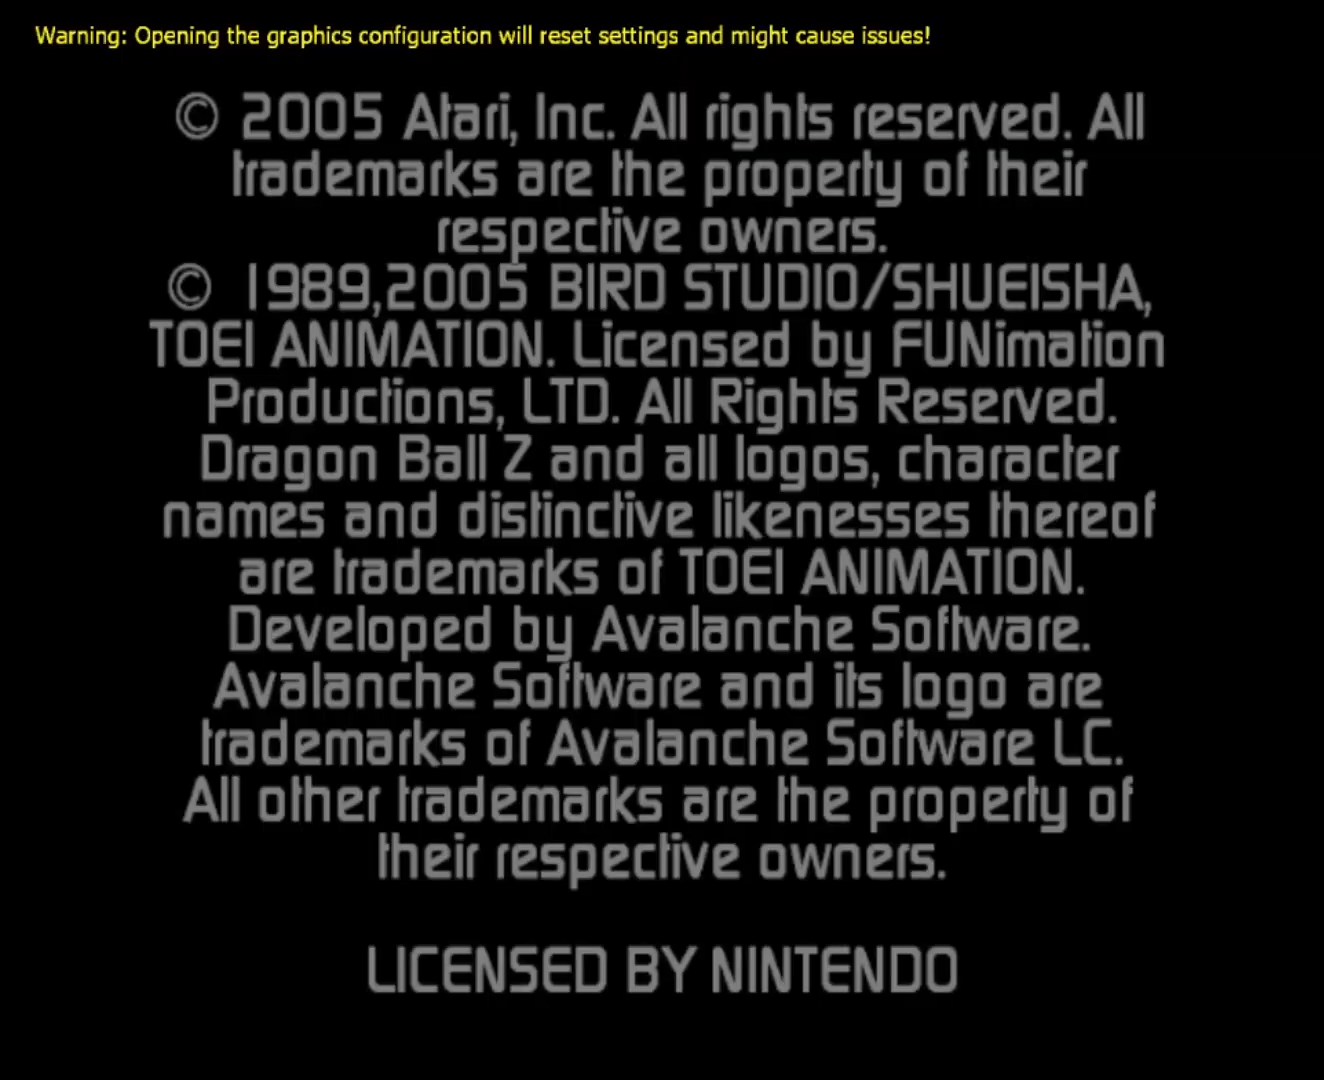 Warning: Opening the graphics configuration will reset settings and might cause issues!
© 2005 Atari, Inc. All rights reserved. All
trademarks are the property of their
respective owners.
© 1989,2005 BIRD STUDIO/SHUEISHA,
TOEI ANIMATION. Licensed by FUNimation
Productions, LTD. All Rights Reserved.
Dragon Ball Z and all logos, character
names and distinctive likenesses thereof
are trademarks of TOEI ANIMATION.
Developed by Avalanche Software.
Avalanche Software and its logo are
trademarks of Avalanche Software LC.
All other trademarks are the property of
their respective owners.
LICENSED BY NINTENDO